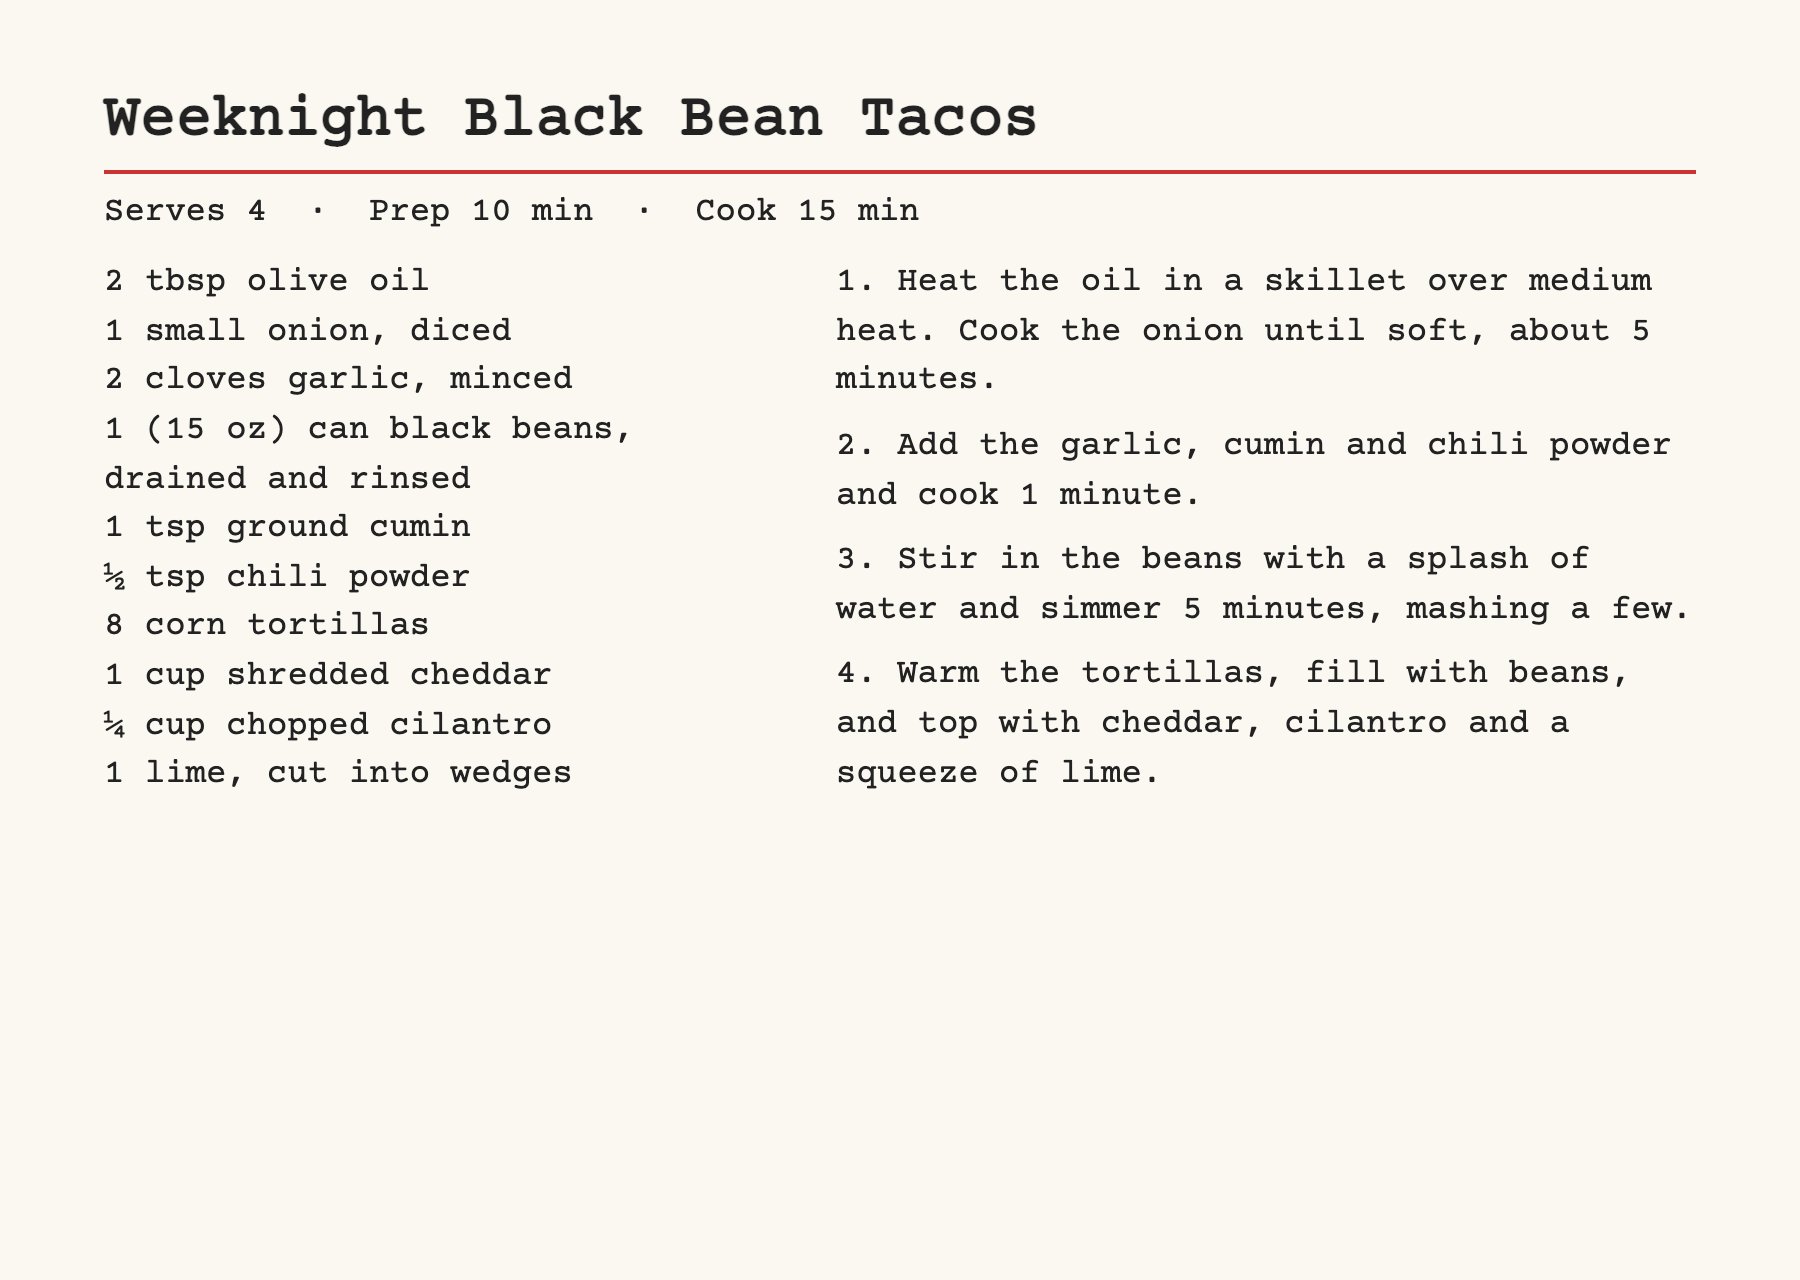 Weeknight Black Bean Tacos
Serves 4 · Prep 10 min · Cook 15 min
2 tbsp olive oil
1 small onion, diced
2 cloves garlic, minced
1 (15 oz) can black beans,
drained and rinsed
1 tsp ground cumin
½ tsp chili powder
8 corn tortillas
1 cup shredded cheddar
¼ cup chopped cilantro
1 lime, cut into wedges
1. Heat the oil in a skillet over medium
heat. Cook the onion until soft, about 5
minutes.
2. Add the garlic, cumin and chili powder
and cook 1 minute.
3. Stir in the beans with a splash of
water and simmer 5 minutes, mashing a few.
4. Warm the tortillas, fill with beans,
and top with cheddar, cilantro and a
squeeze of lime.